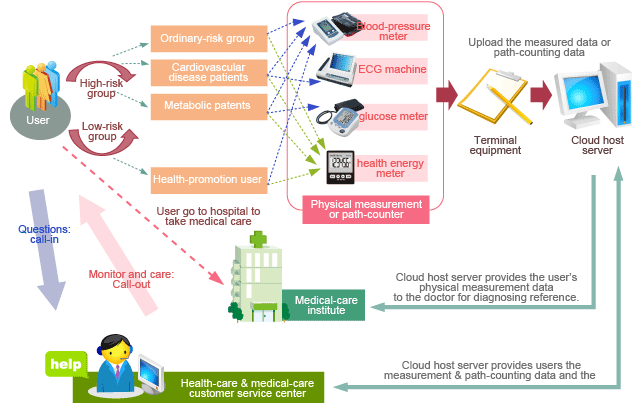 Ordinary-risk group
Blood-pressure
meter
Upload the measured data or
path-counting data
Cardiovascular
disease patients
ECG machine
High-risk
group
User
Metabolic patents
glucose meter
Low-risk
group
Terminal
equipment
Cloud host
server
Health-promotion user
health energy
meter
Physical measurement
or path-counter
User go to hospital to
take medical care
Questions:
call-in
Monitor and care:
Call-out
Cloud host server provides the user's
physical measurement data
to the doctor for diagnosing reference.
Medical-care
institute
help
Health-care & medical-care
customer service center
Cloud host server provides users the
measurement & path-counting data and the